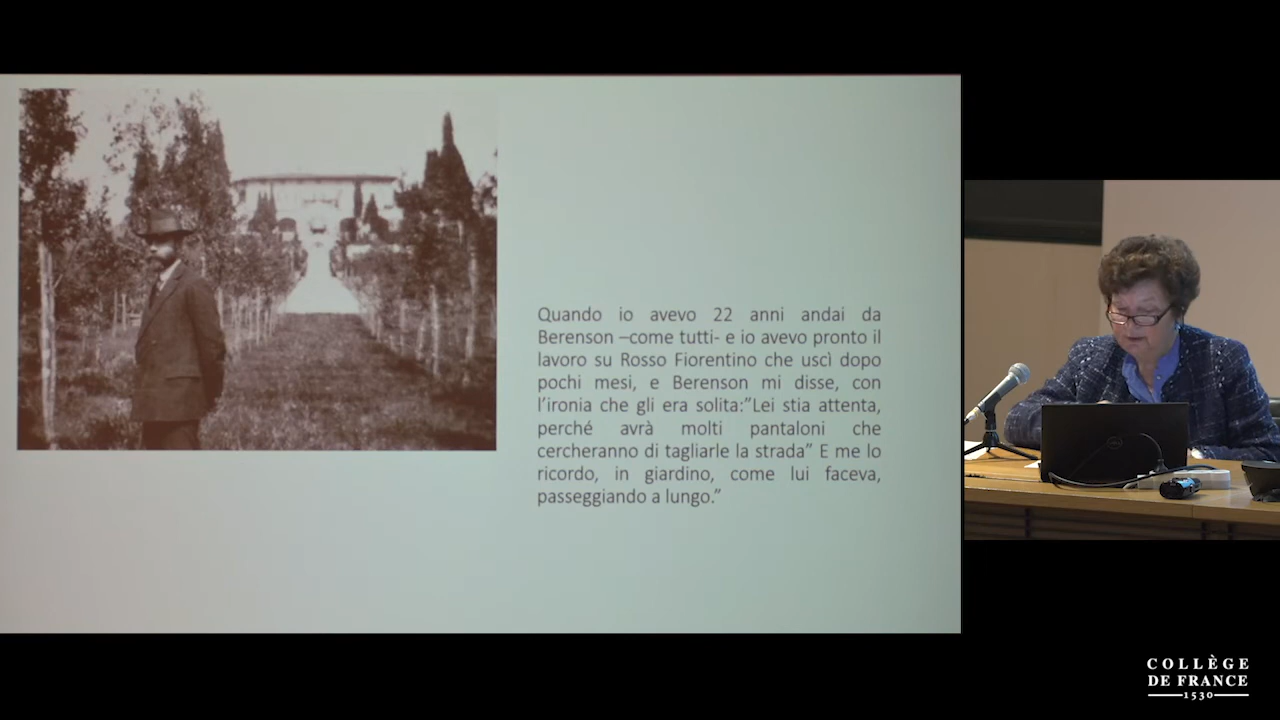 Quando io avevo 22 anni andai da
Berenson –come tutti- e io avevo pronto il
lavoro su Rosso Fiorentino che uscì dopo
pochi mesi, e Berenson mi disse, con
l'ironia che gli era solita:"Lei stia attenta,
perché avrà molti pantaloni che
cercheranno di tagliarle la strada" E me lo
ricordo, in giardino, come lui faceva,
passeggiando a lungo."
COLLÈGE
DE FRANCE
1530